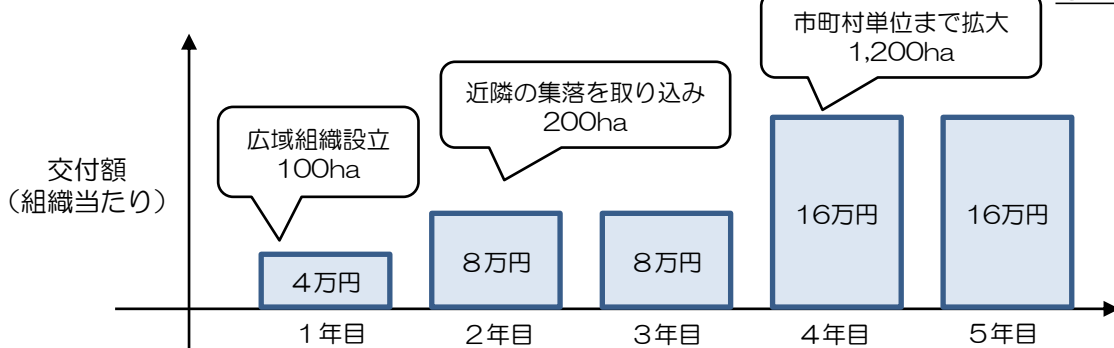 市町村単位まで拡大
1,200ha
近隣の集落を取り込み
200ha
広域組織設立
100ha
交付額
（組織当たり）
４万円
８万円
８万円
16万円
16万円
１年目
２年目
３年目
４年目
５年目